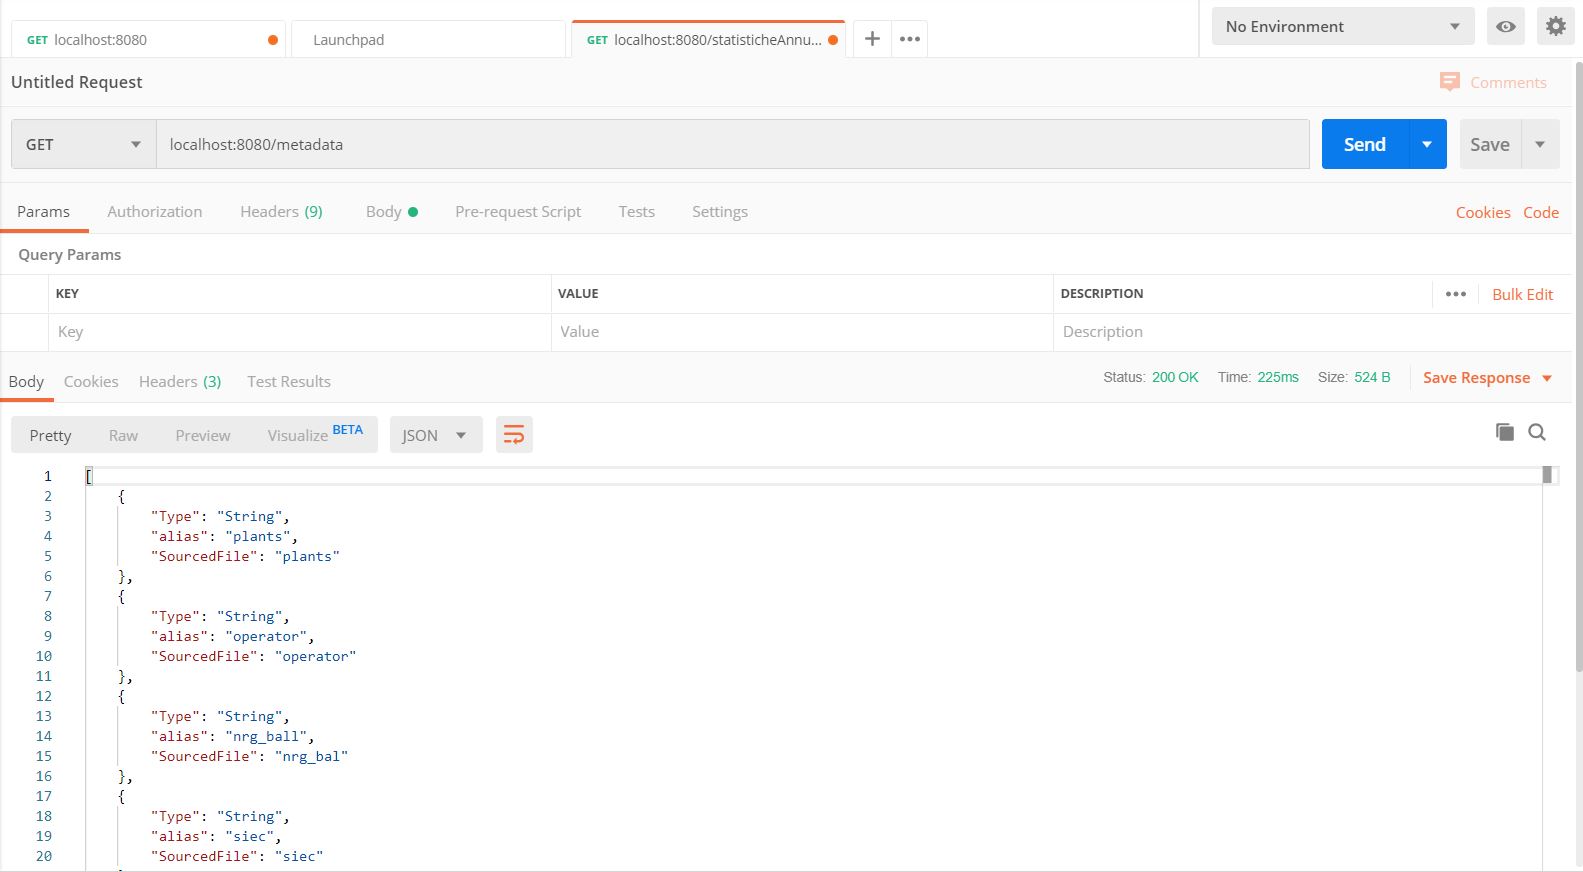 GET localhost:8080
Launchpad
GET localhost:8080/statisticheAnnu...
No Environment
Untitled Request
Comments
GET
localhost:8080/metadata
Send
Save
Params Authorization Headers (9) Body Pre-request Script Tests Settings
Cookies Code
Query Params
KEY VALUE DESCRIPTION
Bulk Edit
Key Value Description
Body Cookies Headers (3) Test Results
Status: 200 OK Time: 225ms Size: 524 B
Save Response
Pretty Raw Preview Visualize BETA JSON
1 [
2 {
3 "Type": "String",
4 "alias": "plants",
5 "SourcedFile": "plants"
6 },
7 {
8 "Type": "String",
9 "alias": "operator",
10 "SourcedFile": "operator"
11 },
12 {
13 "Type": "String",
14 "alias": "nrg_ball",
15 "SourcedFile": "nrg_bal"
16 },
17 {
18 "Type": "String",
19 "alias": "siec",
20 "SourcedFile": "siec"